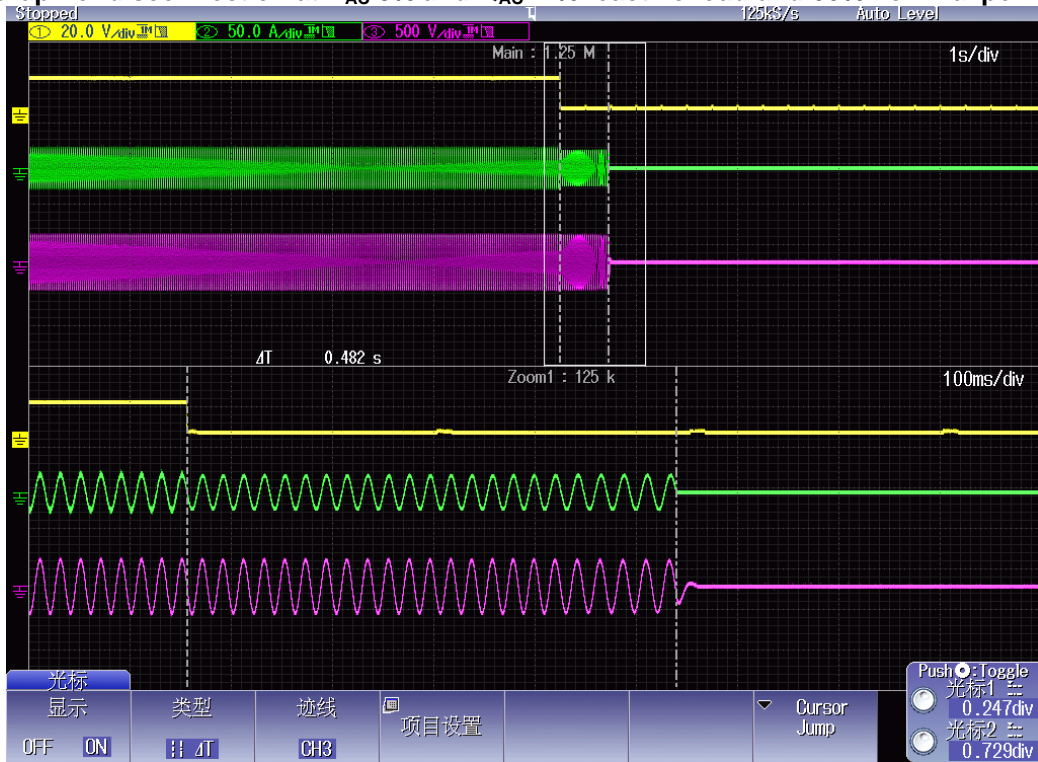 Stopped 125kS/s Auto Level
① 20.0 V/div ② 50.0 A/div ③ 500 V/div
Main : 1.25 M 1s/div
ΔT 0.482 s
Zoom1 : 125 k 100ms/div
光标
显示
OFF ON
类型
ΔT
迹线
CH3
项目设置
Cursor
Jump
Push :Toggle
光标1
0.247div
光标2
0.729div